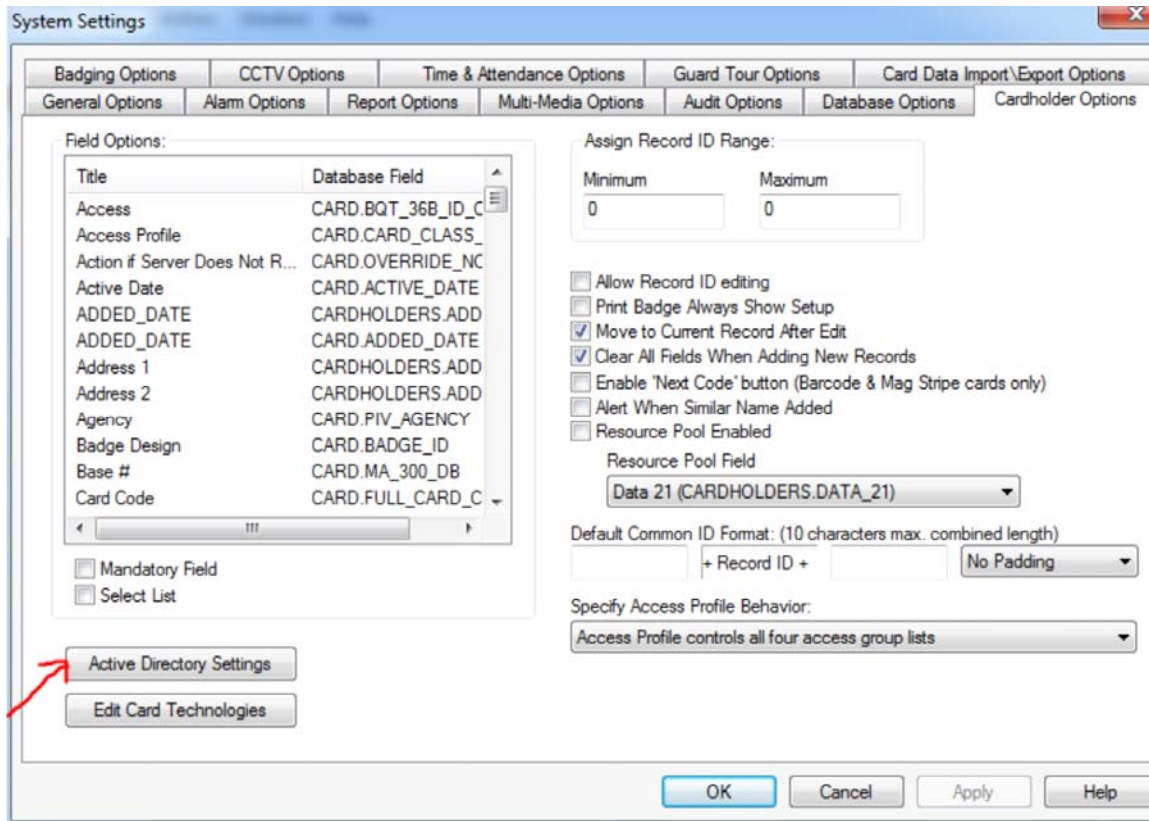 System Settings
Badging Options CCTV Options Time & Attendance Options Guard Tour Options Card Data Import\Export Options
General Options Alarm Options Report Options Multi-Media Options Audit Options Database Options Cardholder Options
Field Options:
Title Database Field
Access CARD.BQT_36B_ID_C
Access Profile CARD.CARD_CLASS_
Action if Server Does Not R... CARD.OVERRIDE_NC
Active Date CARD.ACTIVE_DATE
ADDED_DATE CARDHOLDERS.ADD
ADDED_DATE CARD.ADDED_DATE
Address 1 CARDHOLDERS.ADD
Address 2 CARDHOLDERS.ADD
Agency CARD.PIV_AGENCY
Badge Design CARD.BADGE_ID
Base # CARD.MA_300_DB
Card Code CARD.FULL_CARD_C
Mandatory Field
Select List
Active Directory Settings
Edit Card Technologies
Assign Record ID Range:
Minimum Maximum
0 0
Allow Record ID editing
Print Badge Always Show Setup
Move to Current Record After Edit
Clear All Fields When Adding New Records
Enable 'Next Code' button (Barcode & Mag Stripe cards only)
Alert When Similar Name Added
Resource Pool Enabled
Resource Pool Field
Data 21 (CARDHOLDERS.DATA_21)
Default Common ID Format: (10 characters max. combined length)
+ Record ID + No Padding
Specify Access Profile Behavior:
Access Profile controls all four access group lists
OK Cancel Apply Help